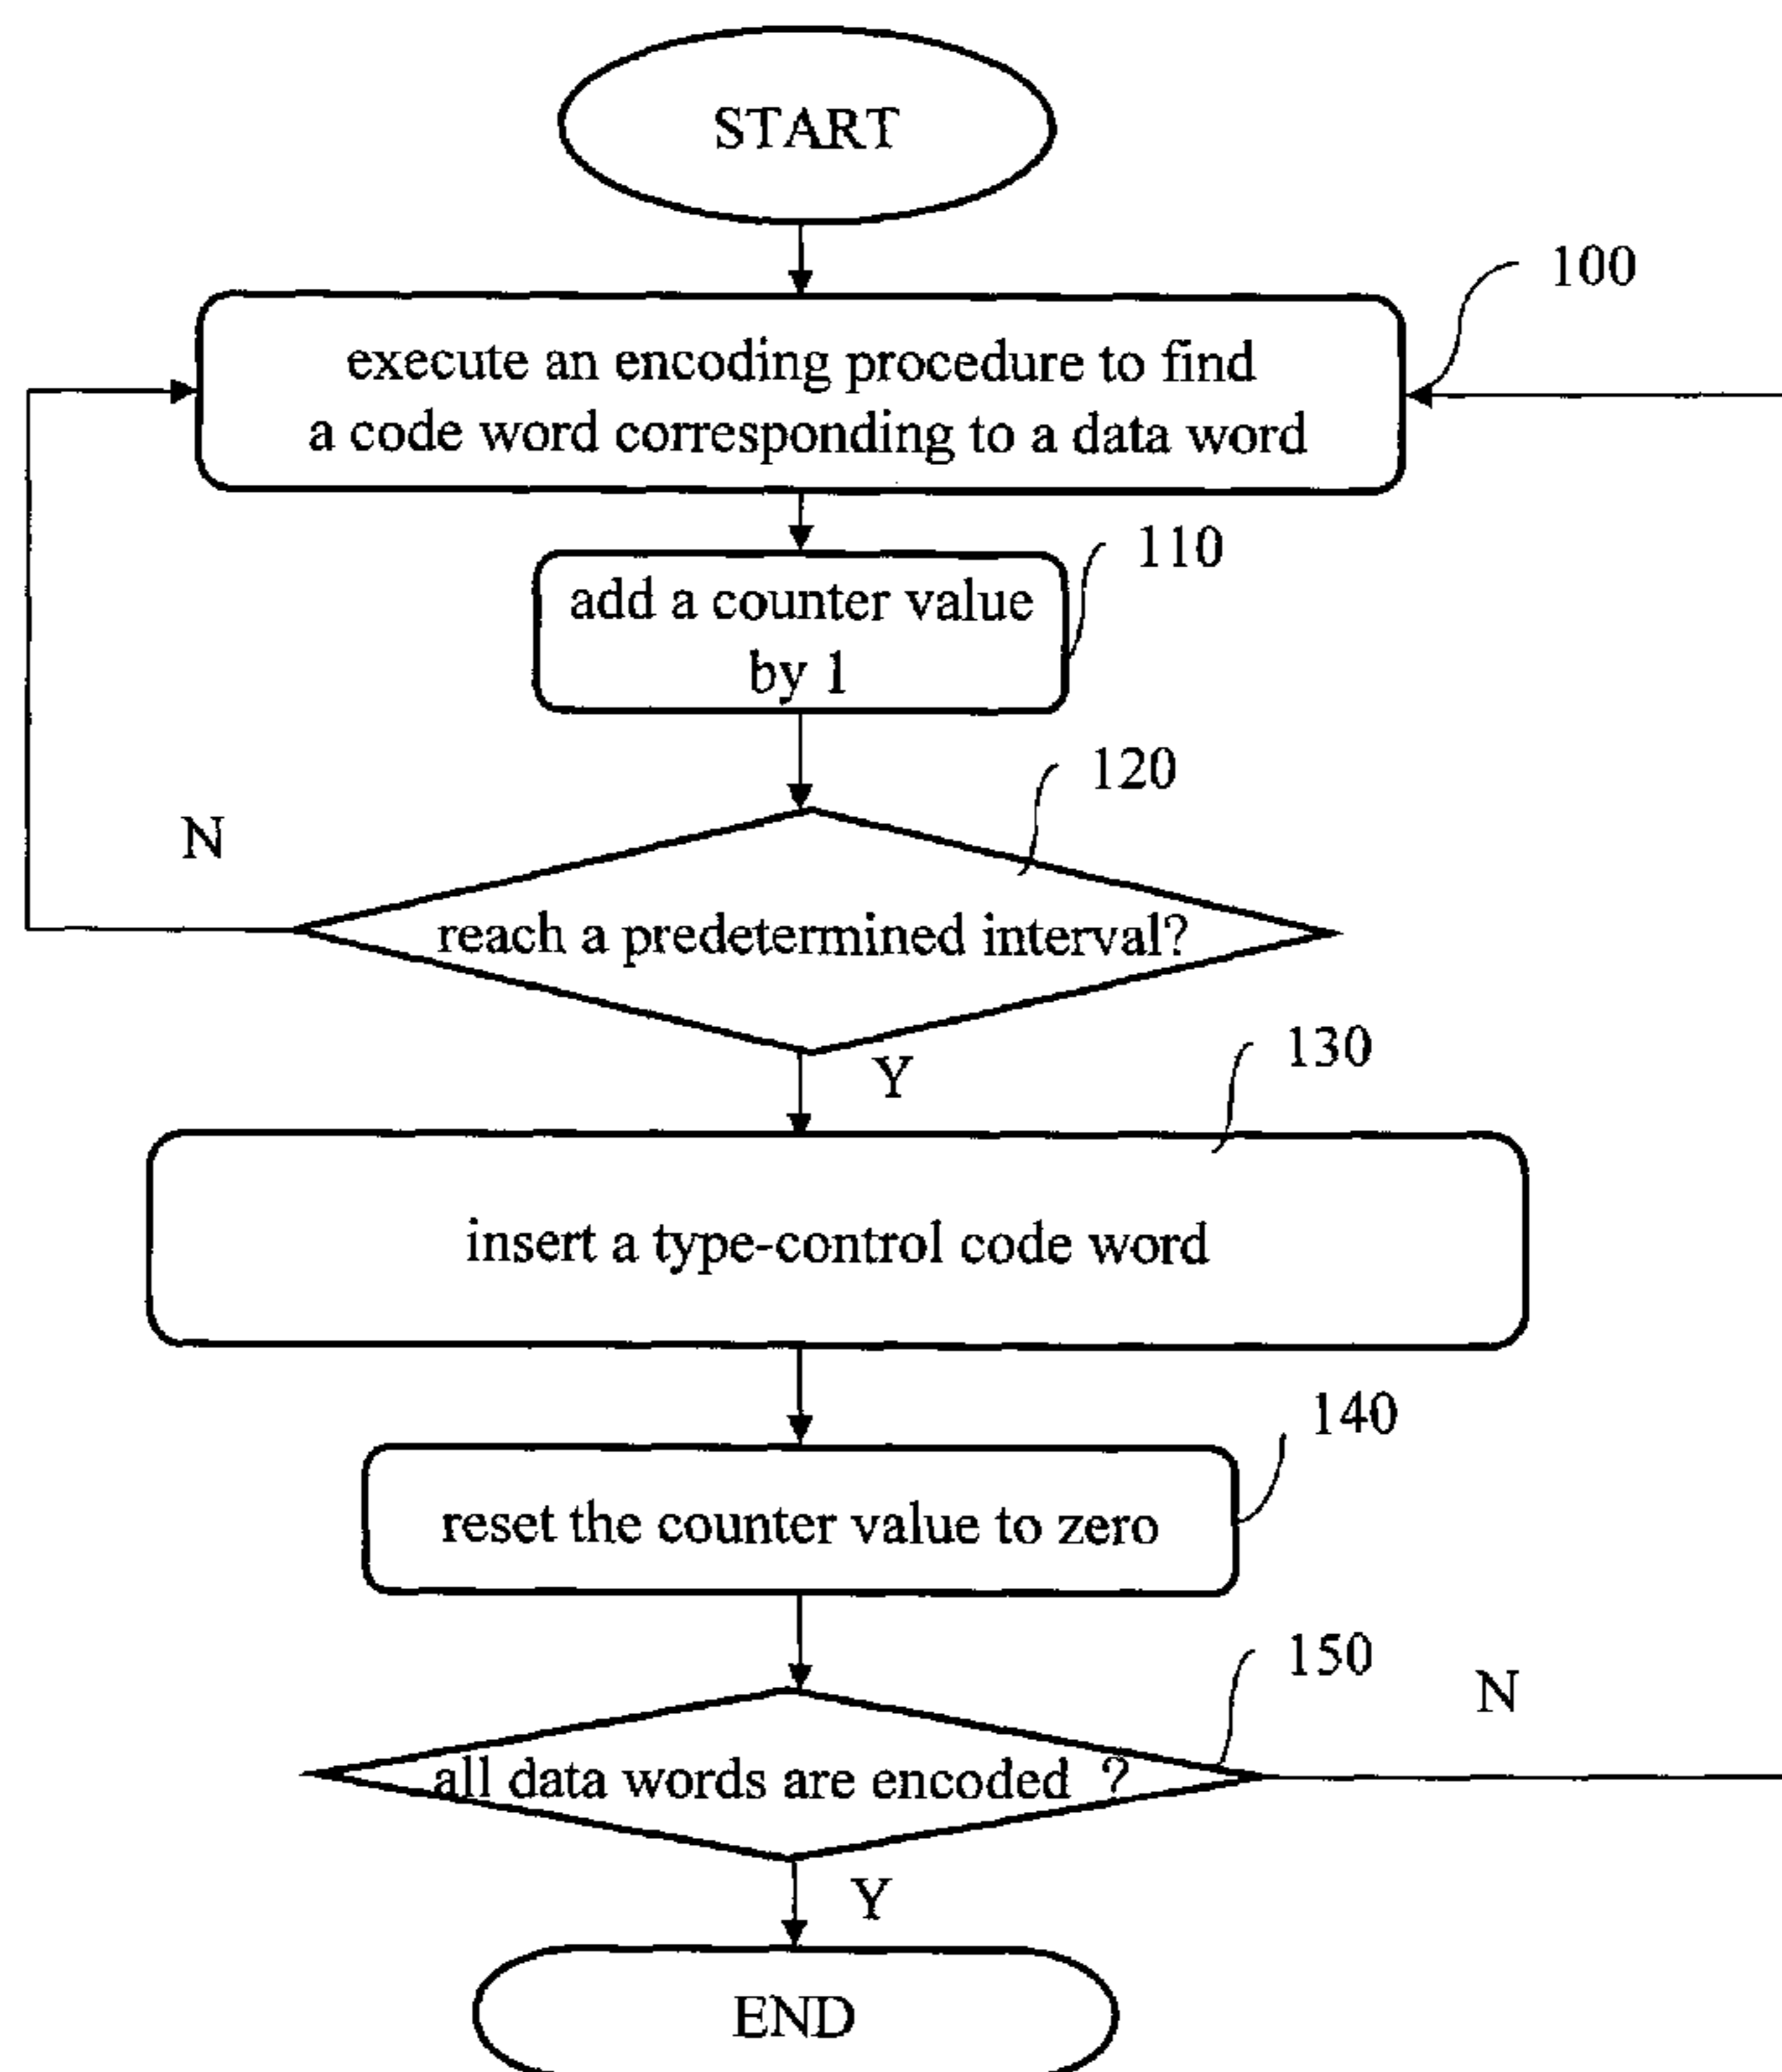 START
100
execute an encoding procedure to find
a code word corresponding to a data word
110
add a counter value
by 1
120
N
reach a predetermined interval?
130
Y
insert a type-control code word
140
reset the counter value to zero
150
N
all data words are encoded ?
Y
END